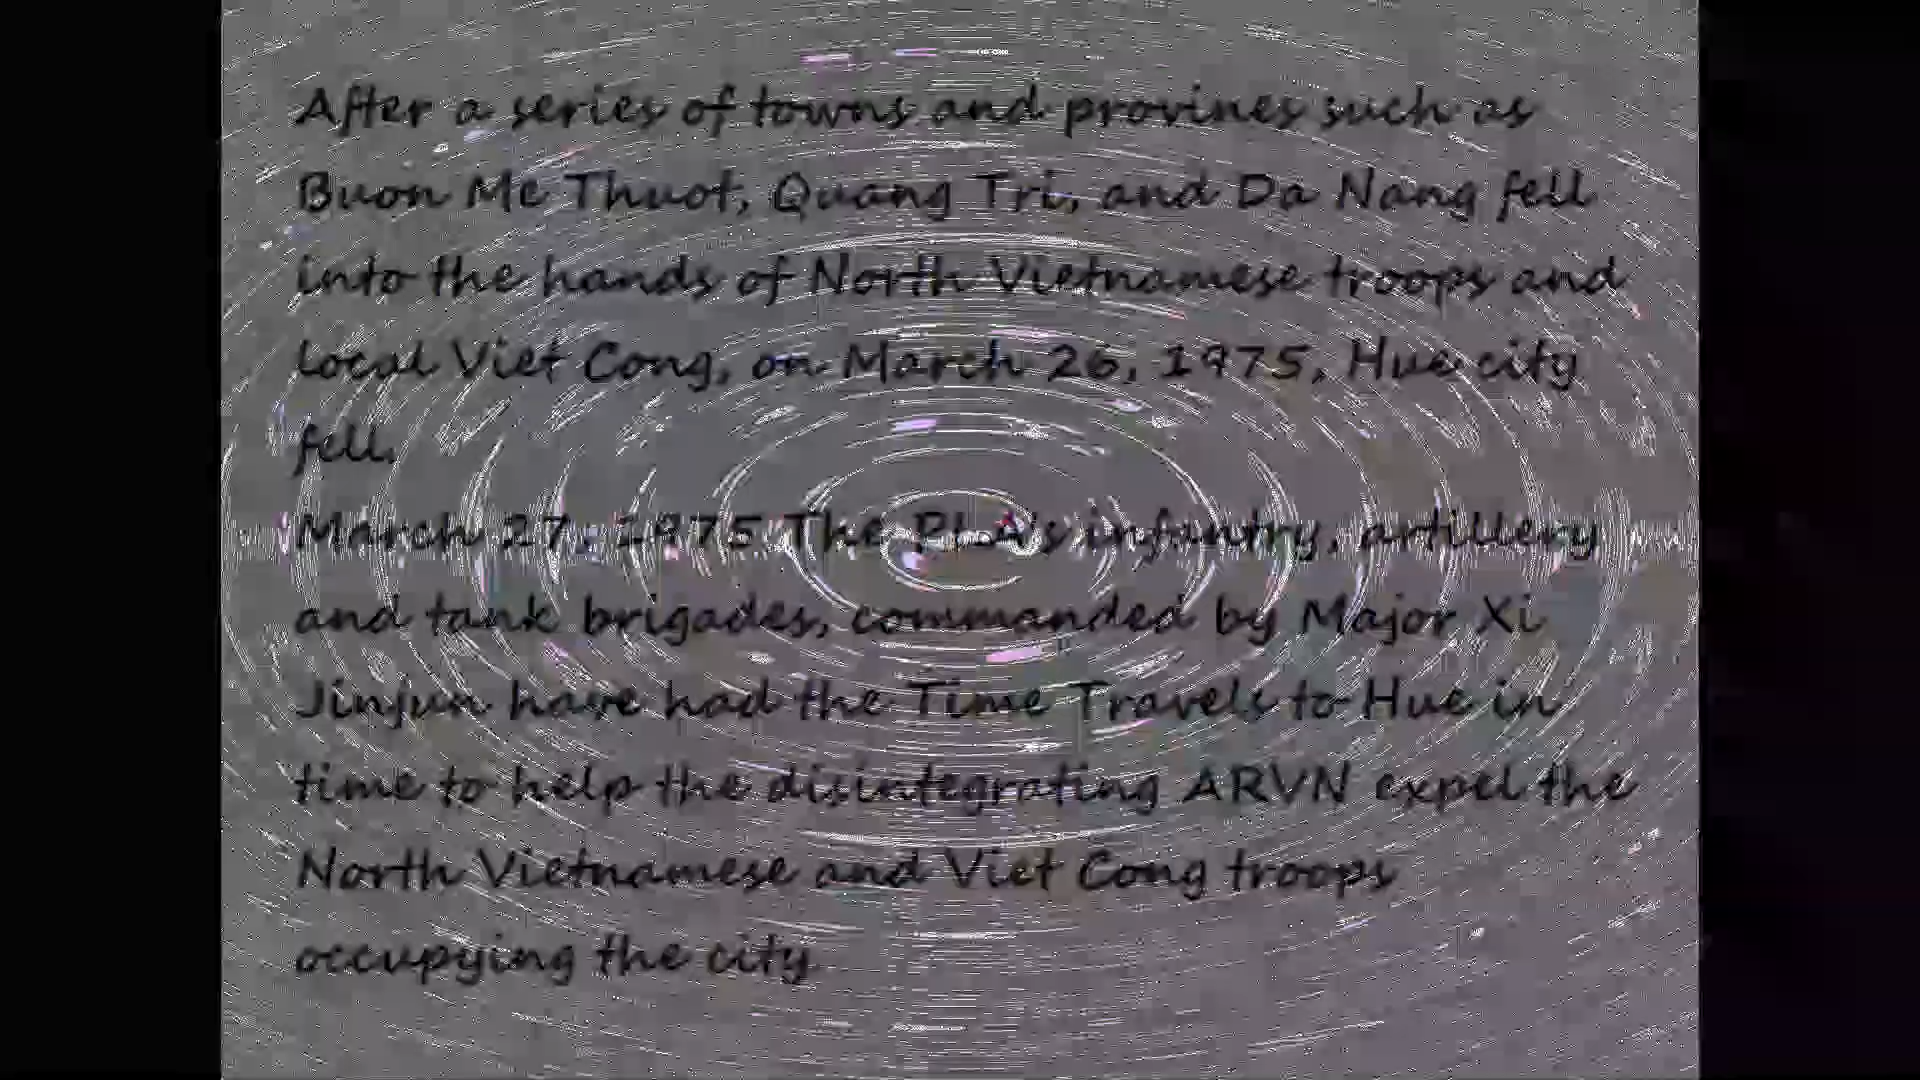 After a series of towns and provines such as
Buon Me Thuot, Quang Tri, and Da Nang fell
into the hands of North Vietnamese troops and
local Viet Cong, on March 26, 1975, Hue city
fell.
March 27, 1975 The PLA's infantry, artillery
and tank brigades, commanded by Major Xi
Jinjun have had the Time Travels to Hue in
time to help the disintegrating ARVN expel the
North Vietnamese and Viet Cong troops
occupying the city.